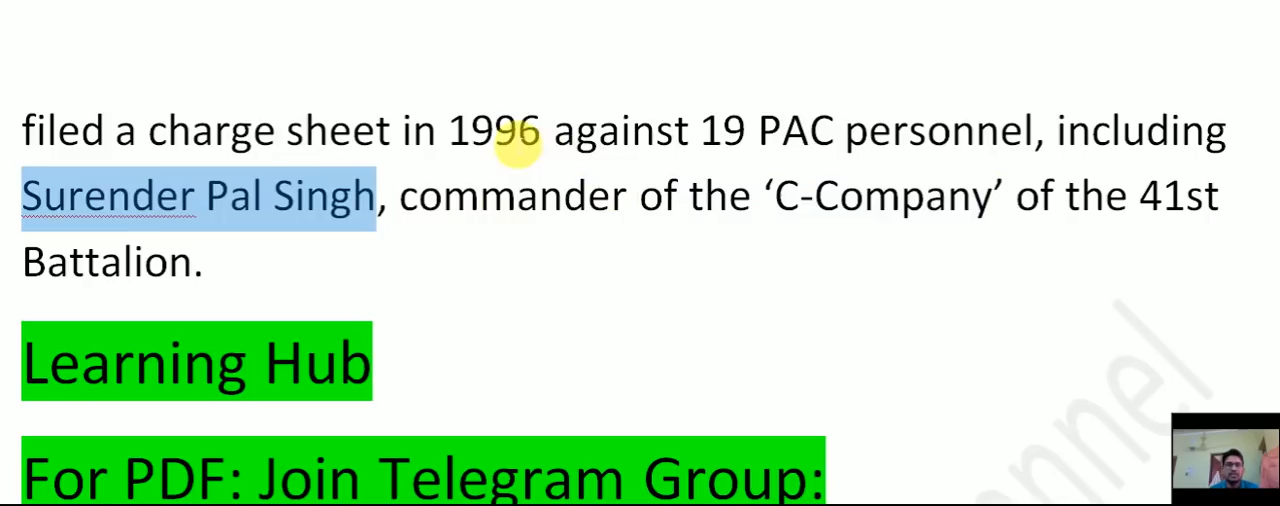 filed a charge sheet in 1996 against 19 PAC personnel, including
Surender Pal Singh, commander of the ‘C-Company’ of the 41st
Battalion.
Learning Hub
For PDF: Join Telegram Group: